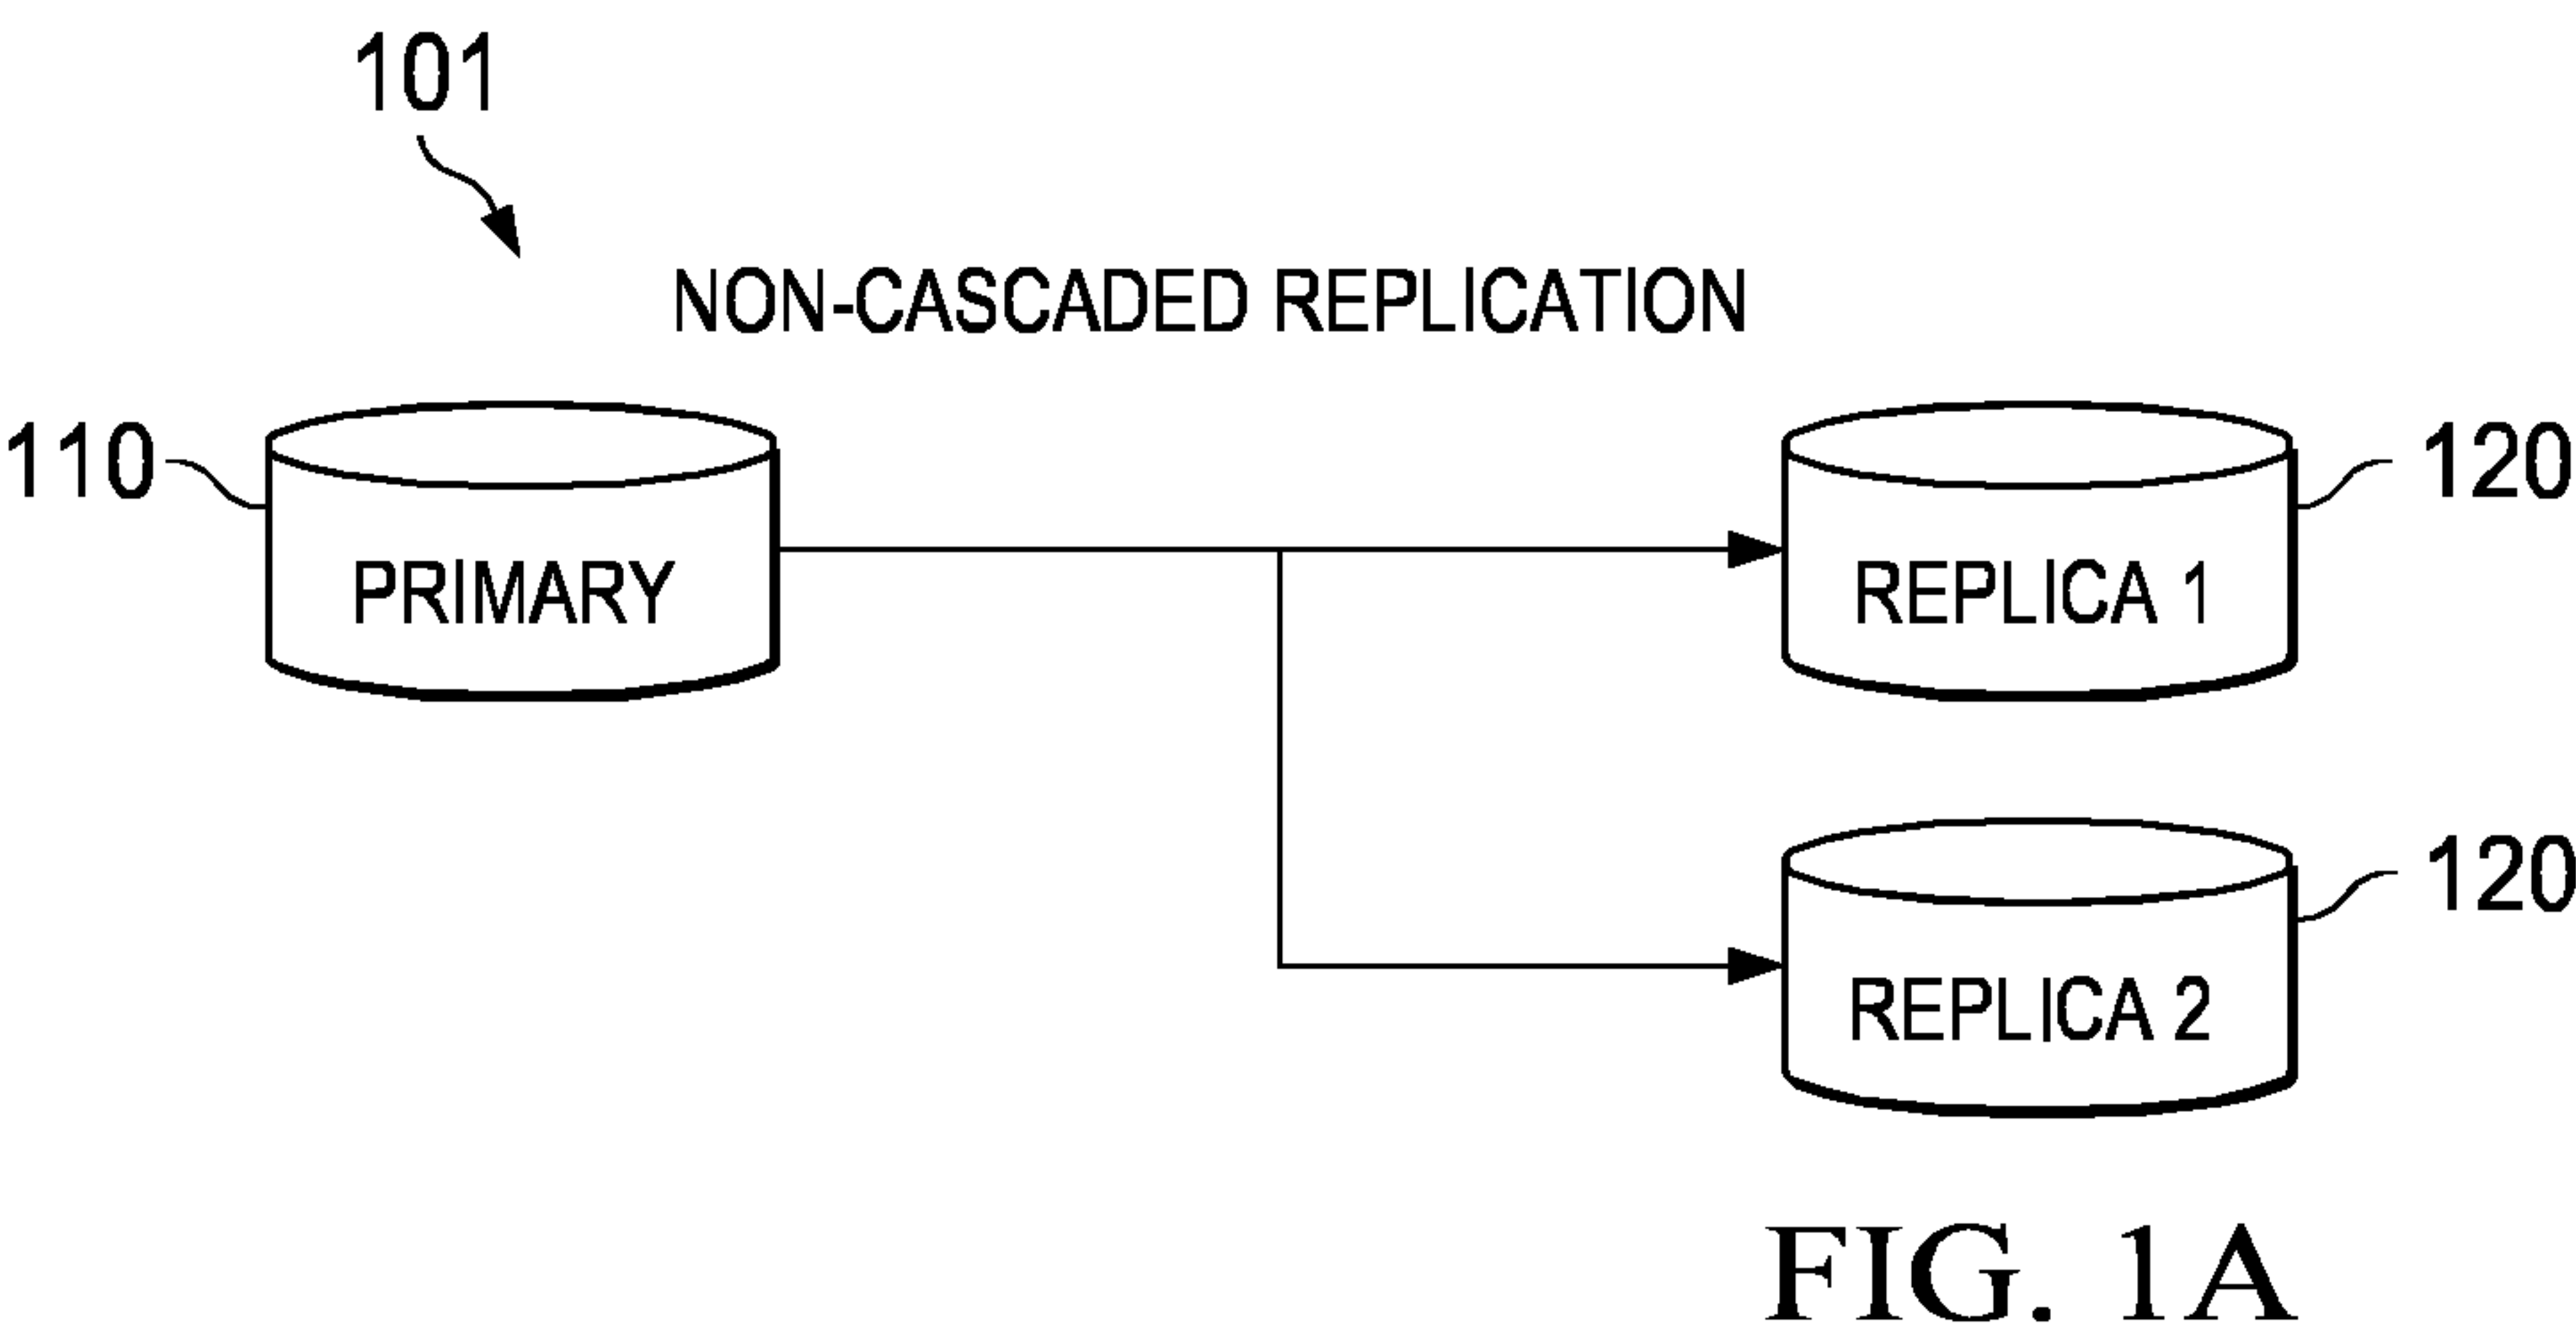 101
NON-CASCADED REPLICATION
110
PRIMARY
REPLICA 1
120
REPLICA 2
120
FIG. 1A